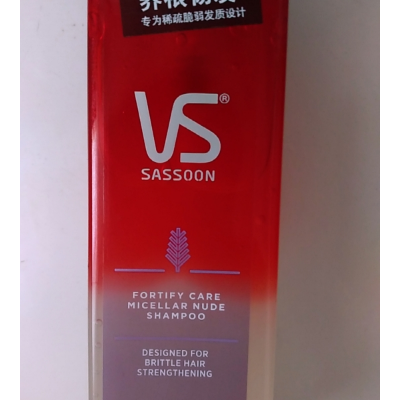 专为稀疏脆弱发质设计
VS®
SASSOON
FORTIFY CARE
MICELLAR NUDE
SHAMPOO
DESIGNED FOR
BRITTLE HAIR
STRENGTHENING